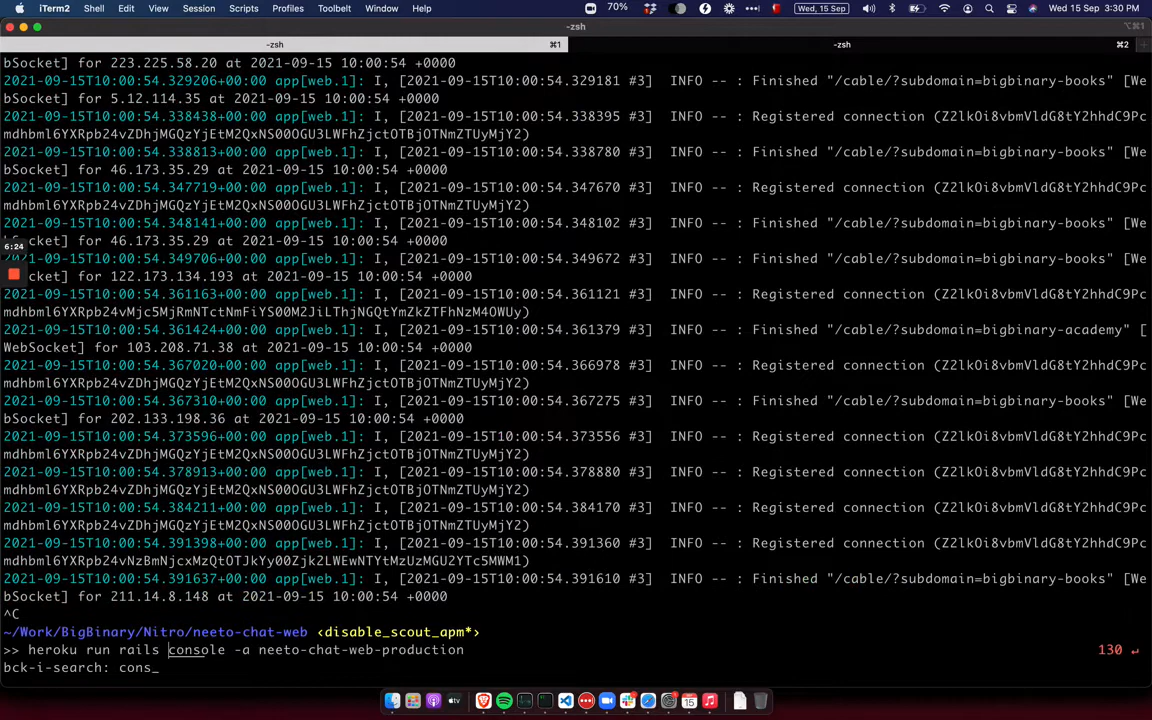 iTerm2 Shell Edit View Session Scripts Profiles Toolbelt Window Help 70% Wed, 15 Sep Wed 15 Sep 3:30 PM
-zsh ⌥⌘1
-zsh ⌘1 -zsh ⌘2 +
bSocket] for 223.225.58.20 at 2021-09-15 10:00:54 +0000
2021-09-15T10:00:54.329206+00:00 app[web.1]: I, [2021-09-15T10:00:54.329181 #3]  INFO -- : Finished "/cable/?subdomain=bigbinary-books" [We
bSocket] for 5.12.114.35 at 2021-09-15 10:00:54 +0000
2021-09-15T10:00:54.338438+00:00 app[web.1]: I, [2021-09-15T10:00:54.338395 #3]  INFO -- : Registered connection (Z2lkOi8vbmVldG8tY2hhdC9Pc
mdhbml6YXRpb24vZDhjMGQzYjEtM2QxNS00OGU3LWFhZjctOTBjOTNmZTUyMjY2)
2021-09-15T10:00:54.338813+00:00 app[web.1]: I, [2021-09-15T10:00:54.338780 #3]  INFO -- : Finished "/cable/?subdomain=bigbinary-books" [We
bSocket] for 46.173.35.29 at 2021-09-15 10:00:54 +0000
2021-09-15T10:00:54.347719+00:00 app[web.1]: I, [2021-09-15T10:00:54.347670 #3]  INFO -- : Registered connection (Z2lkOi8vbmVldG8tY2hhdC9Pc
mdhbml6YXRpb24vZDhjMGQzYjEtM2QxNS00OGU3LWFhZjctOTBjOTNmZTUyMjY2)
2021-09-15T10:00:54.348141+00:00 app[web.1]: I, [2021-09-15T10:00:54.348102 #3]  INFO -- : Finished "/cable/?subdomain=bigbinary-books" [We
bSocket] for 46.173.35.29 at 2021-09-15 10:00:54 +0000
6:24
2021-09-15T10:00:54.349706+00:00 app[web.1]: I, [2021-09-15T10:00:54.349672 #3]  INFO -- : Finished "/cable/?subdomain=bigbinary-books" [We
cket] for 122.173.134.193 at 2021-09-15 10:00:54 +0000
2021-09-15T10:00:54.361163+00:00 app[web.1]: I, [2021-09-15T10:00:54.361121 #3]  INFO -- : Registered connection (Z2lkOi8vbmVldG8tY2hhdC9Pc
mdhbml6YXRpb24vMjc5MjRmNTctNmFiYS00M2JiLThjNGQtYmZkZTFhNzM4OWUy)
2021-09-15T10:00:54.361424+00:00 app[web.1]: I, [2021-09-15T10:00:54.361379 #3]  INFO -- : Finished "/cable/?subdomain=bigbinary-academy" [
WebSocket] for 103.208.71.38 at 2021-09-15 10:00:54 +0000
2021-09-15T10:00:54.367020+00:00 app[web.1]: I, [2021-09-15T10:00:54.366978 #3]  INFO -- : Registered connection (Z2lkOi8vbmVldG8tY2hhdC9Pc
mdhbml6YXRpb24vZDhjMGQzYjEtM2QxNS00OGU3LWFhZjctOTBjOTNmZTUyMjY2)
2021-09-15T10:00:54.367310+00:00 app[web.1]: I, [2021-09-15T10:00:54.367275 #3]  INFO -- : Finished "/cable/?subdomain=bigbinary-books" [We
bSocket] for 202.133.198.36 at 2021-09-15 10:00:54 +0000
2021-09-15T10:00:54.373596+00:00 app[web.1]: I, [2021-09-15T10:00:54.373556 #3]  INFO -- : Registered connection (Z2lkOi8vbmVldG8tY2hhdC9Pc
mdhbml6YXRpb24vZDhjMGQzYjEtM2QxNS00OGU3LWFhZjctOTBjOTNmZTUyMjY2)
2021-09-15T10:00:54.378913+00:00 app[web.1]: I, [2021-09-15T10:00:54.378880 #3]  INFO -- : Registered connection (Z2lkOi8vbmVldG8tY2hhdC9Pc
mdhbml6YXRpb24vZDhjMGQzYjEtM2QxNS00OGU3LWFhZjctOTBjOTNmZTUyMjY2)
2021-09-15T10:00:54.384211+00:00 app[web.1]: I, [2021-09-15T10:00:54.384170 #3]  INFO -- : Registered connection (Z2lkOi8vbmVldG8tY2hhdC9Pc
mdhbml6YXRpb24vZDhjMGQzYjEtM2QxNS00OGU3LWFhZjctOTBjOTNmZTUyMjY2)
2021-09-15T10:00:54.391398+00:00 app[web.1]: I, [2021-09-15T10:00:54.391360 #3]  INFO -- : Registered connection (Z2lkOi8vbmVldG8tY2hhdC9Pc
mdhbml6YXRpb24vNzBmNjcxMzQtOTJkYy00Zjk2LWEwNTYtMzUzMGU2YTc5MWM1)
2021-09-15T10:00:54.391637+00:00 app[web.1]: I, [2021-09-15T10:00:54.391610 #3]  INFO -- : Finished "/cable/?subdomain=bigbinary-books" [We
bSocket] for 211.14.8.148 at 2021-09-15 10:00:54 +0000
^C
~/Work/BigBinary/Nitro/neeto-chat-web <disable_scout_apm*>
>> heroku run rails console -a neeto-chat-web-production 130 ↵
bck-i-search: cons_